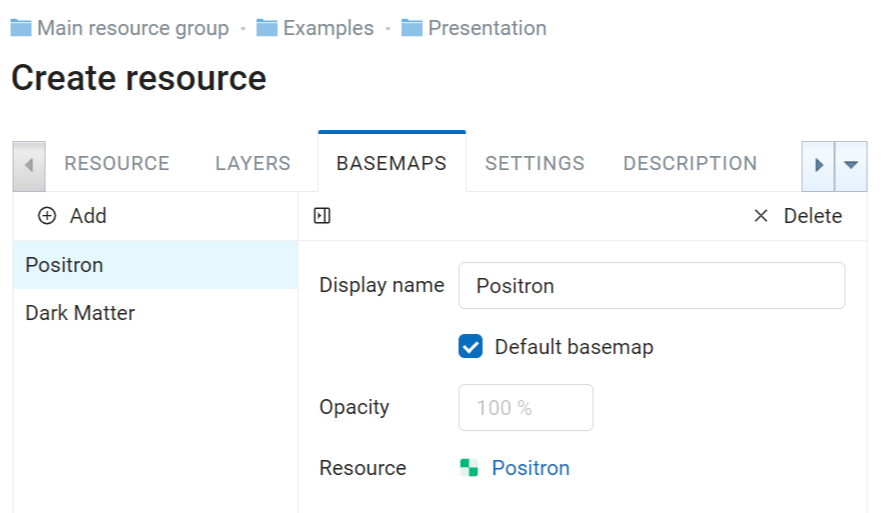 Main resource group · Examples · Presentation
Create resource
RESOURCE LAYERS BASEMAPS SETTINGS DESCRIPTION
Add
Delete
Positron
Dark Matter
Display name Positron
Default basemap
Opacity 100 %
Resource Positron